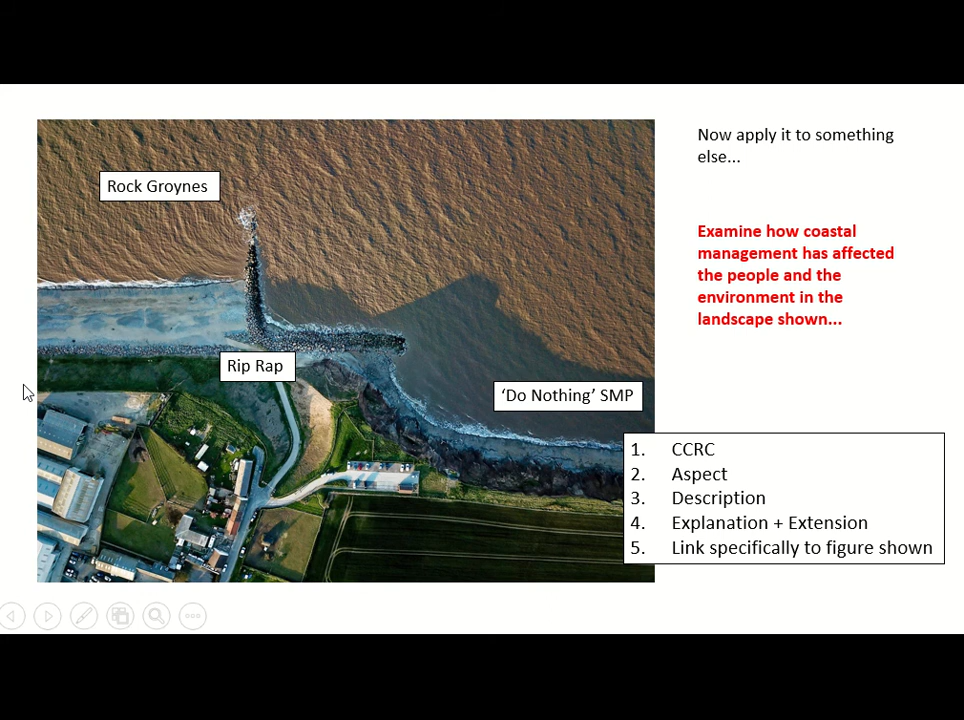 Now apply it to something
else...
Rock Groynes
Examine how coastal
management has affected
the people and the
environment in the
landscape shown...
Rip Rap
‘Do Nothing’ SMP
1. CCRC
2. Aspect
3. Description
4. Explanation + Extension
5. Link specifically to figure shown